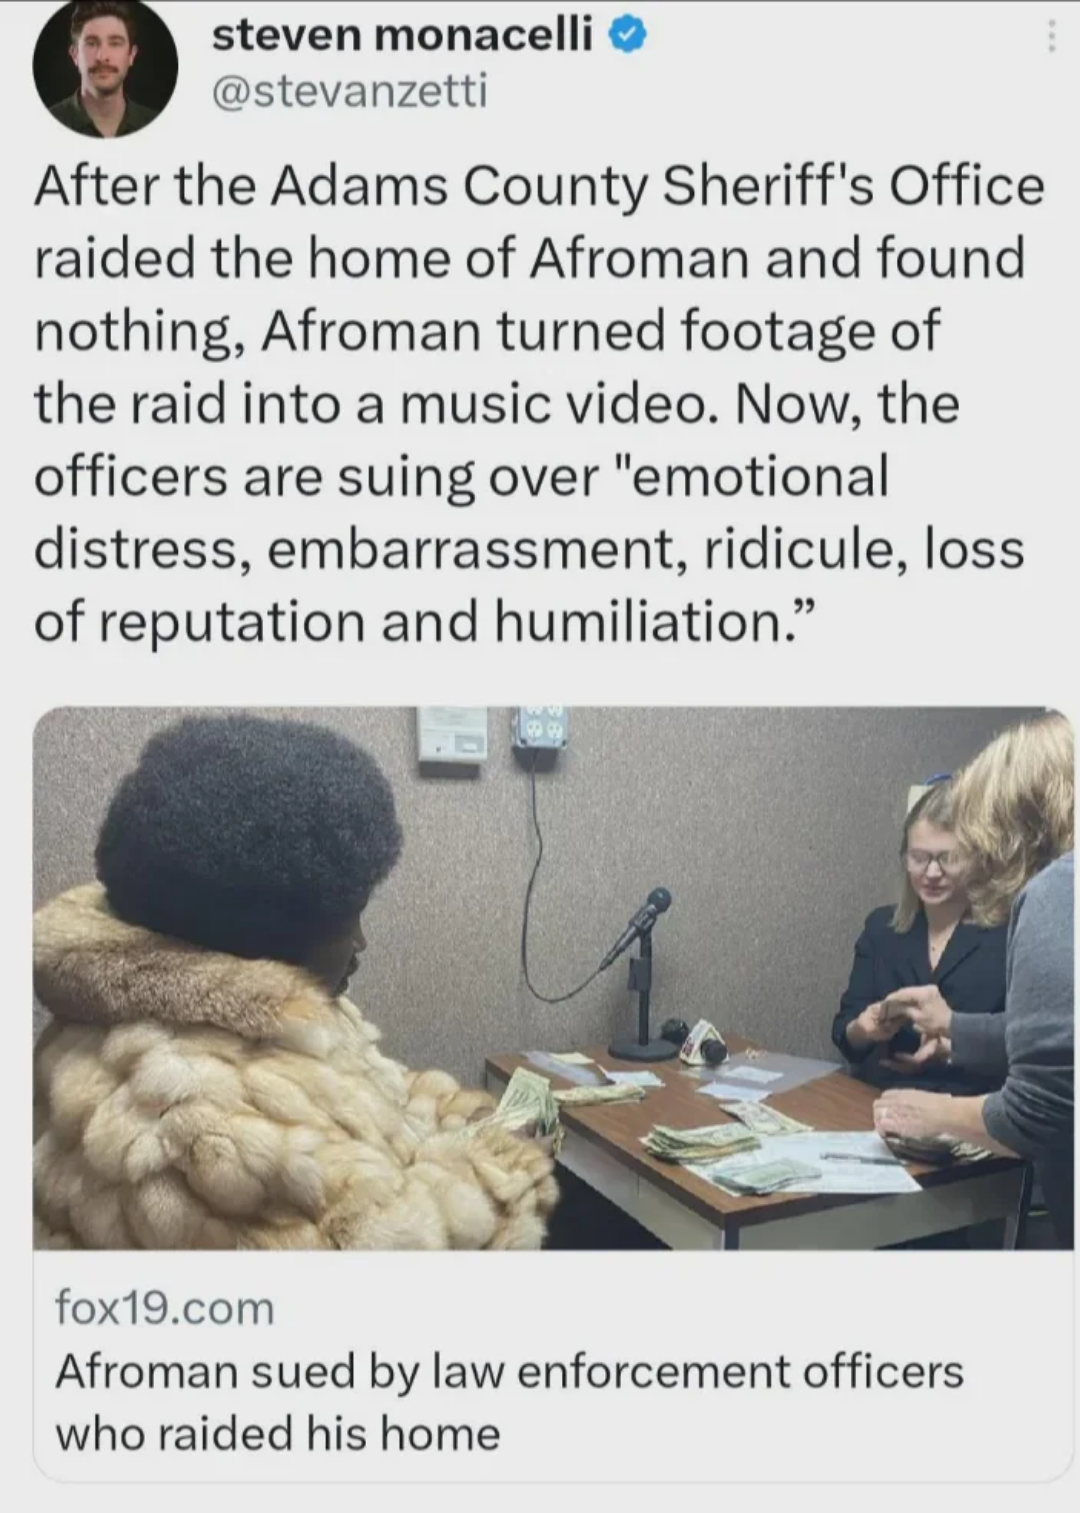 steven monacelli
@stevanzetti
After the Adams County Sheriff's Office
raided the home of Afroman and found
nothing, Afroman turned footage of
the raid into a music video. Now, the
officers are suing over "emotional
distress, embarrassment, ridicule, loss
of reputation and humiliation.”
fox19.com
Afroman sued by law enforcement officers
who raided his home